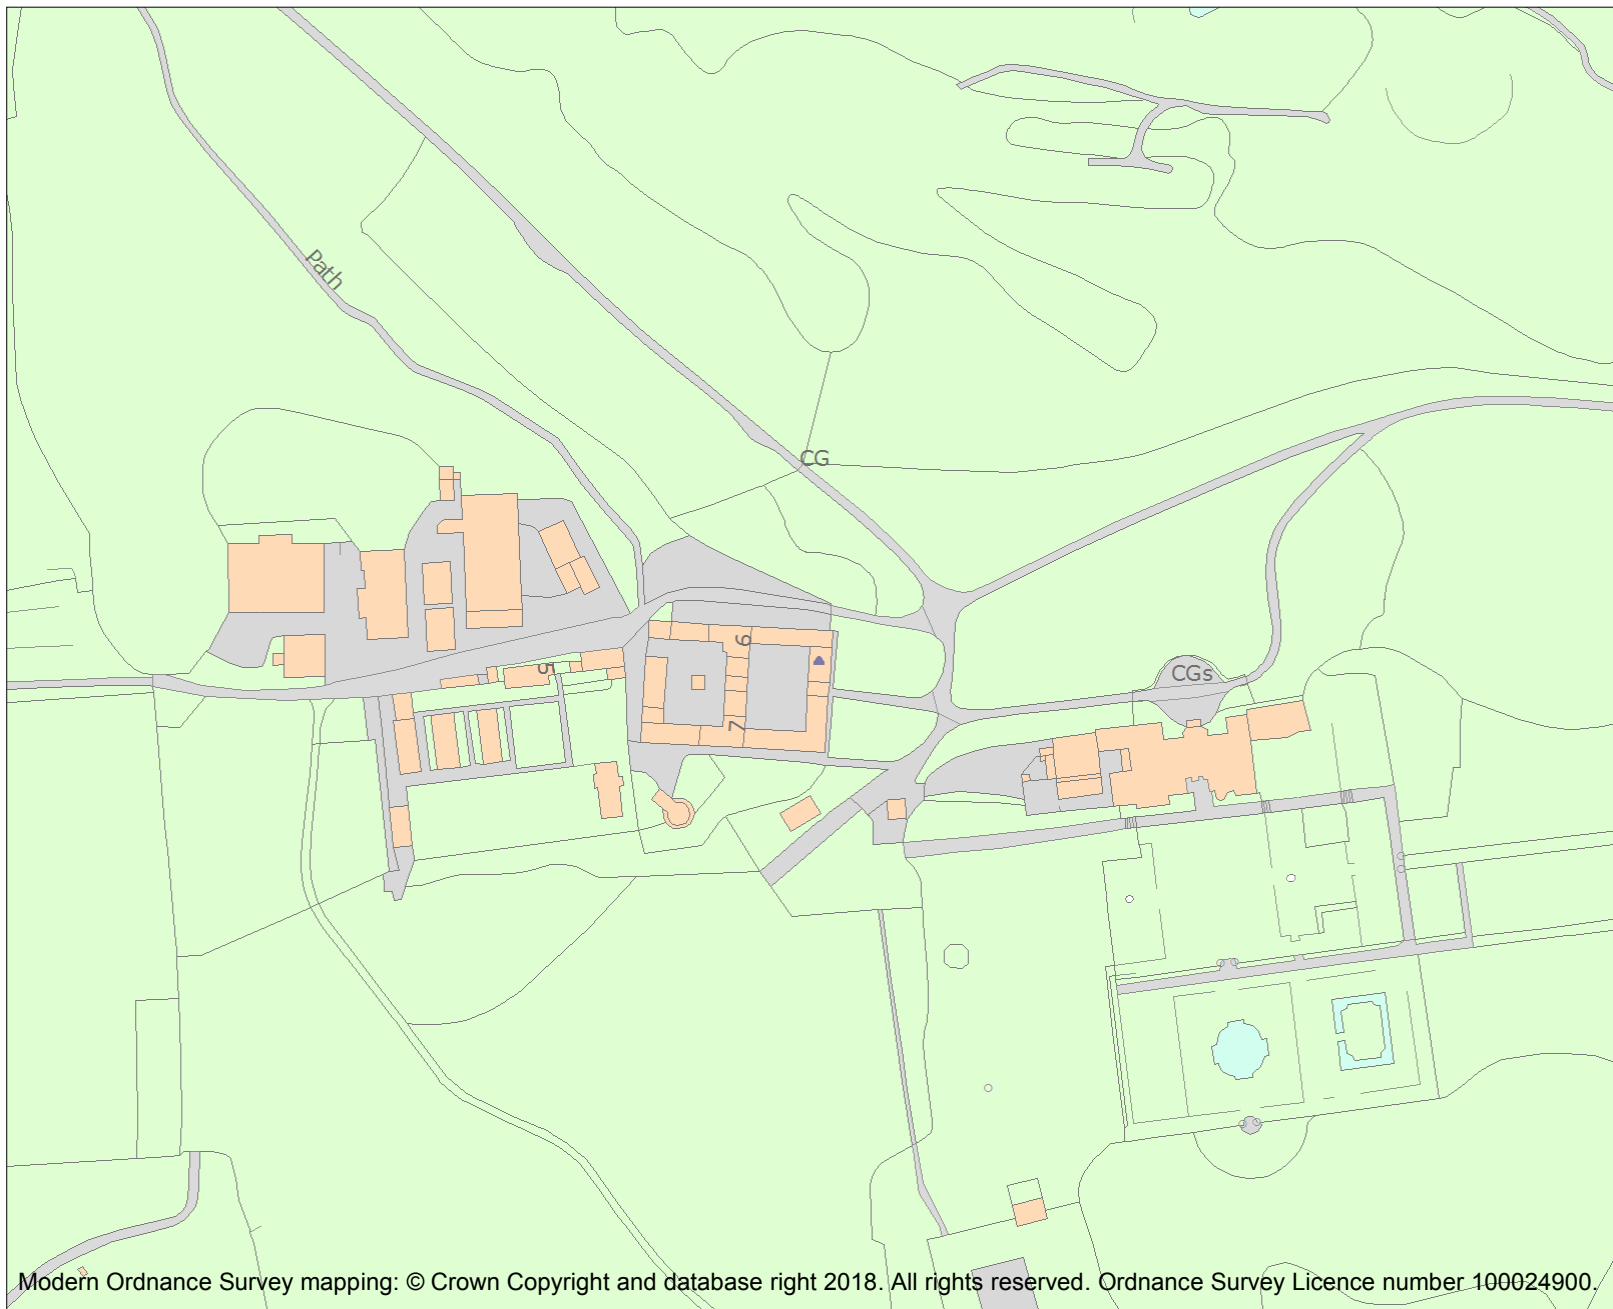 Path
CG
5
6
CGs
7
Modern Ordnance Survey mapping: © Crown Copyright and database right 2018. All rights reserved. Ordnance Survey Licence number 100024900.